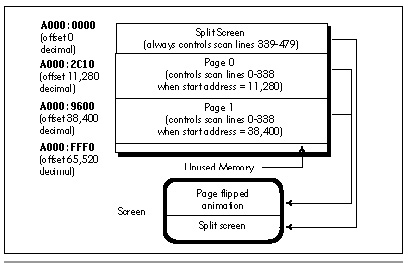 A000:0000
(offset 0
decimal)
A000:2C10
(offset 11,280
decimal)
A000:9600
(offset 38,400
decimal)
A000:FFF0
(offset 65,520
decimal)
Split Screen
(always controls scan lines 339-479)
Page 0
(controls scan lines 0-338
when start address = 11,280)
Page 1
(controls scan lines 0-338
when start address = 38,400)
Unused Memory
Screen
Page flipped
animation
Split screen